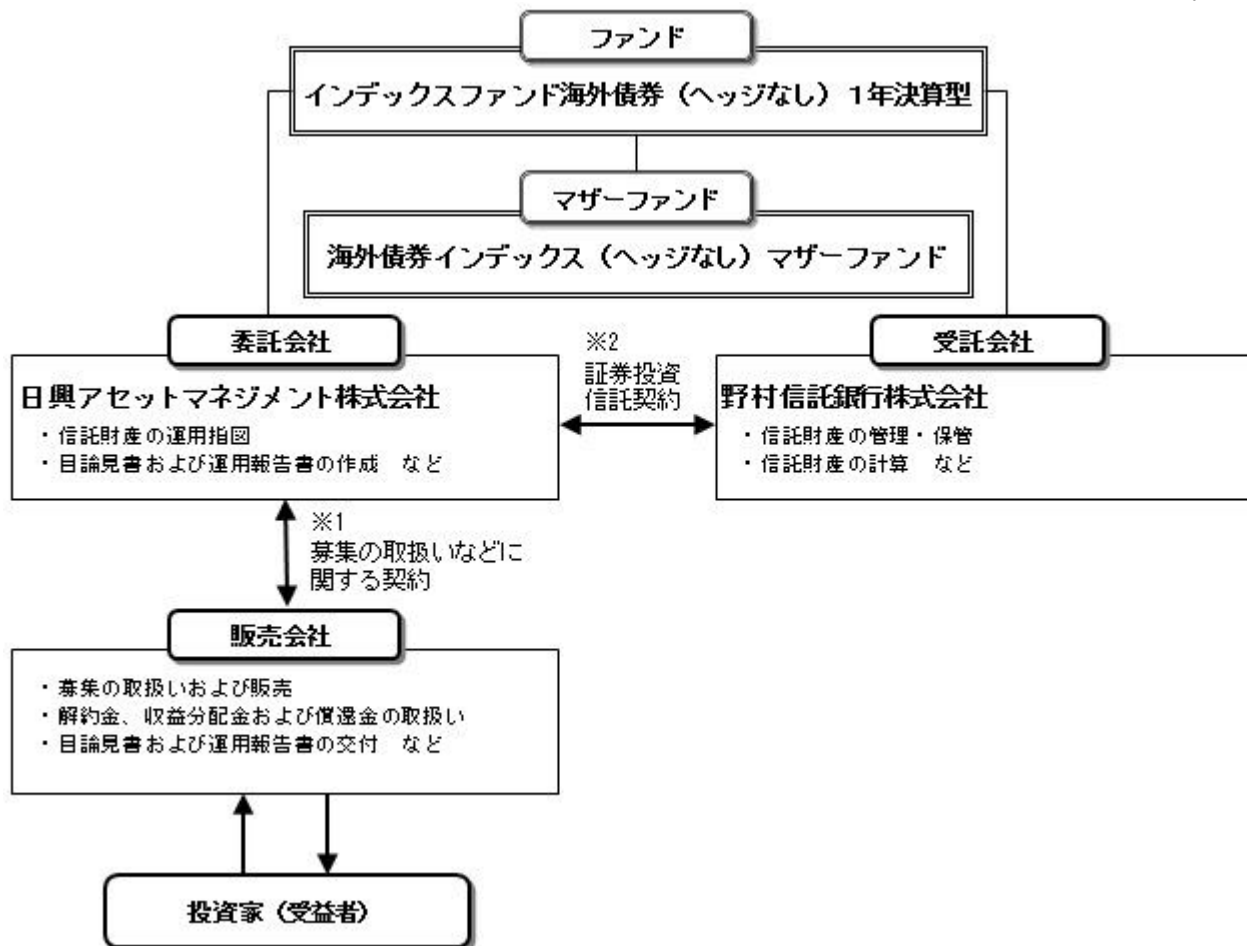 ファンド
インデックスファンド海外債券（ヘッジなし）１年決算型
マザーファンド
海外債券インデックス（ヘッジなし）マザーファンド
委託会社
日興アセットマネジメント株式会社
・信託財産の運用指図
・目論見書および運用報告書の作成　など
※2
証券投資
信託契約
受託会社
野村信託銀行株式会社
・信託財産の管理・保管
・信託財産の計算　など
※1
募集の取扱いなどに
関する契約
販売会社
・募集の取扱いおよび販売
・解約金、収益分配金および償還金の取扱い
・目論見書および運用報告書の交付　など
投資家（受益者）